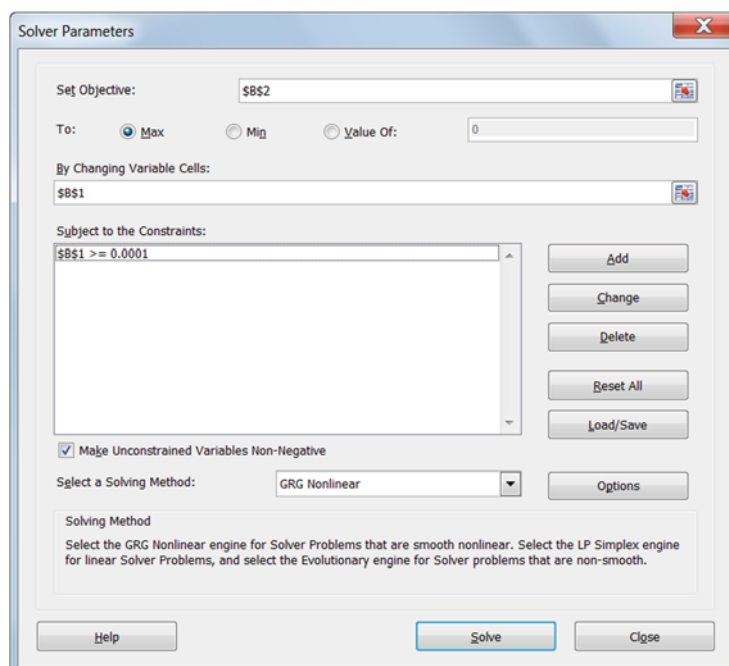 Solver Parameters
Set Objective:
$B$2
To:
Max
Min
Value Of:
0
By Changing Variable Cells:
$B$1
Subject to the Constraints:
$B$1 >= 0.0001
Add
Change
Delete
Reset All
Load/Save
Make Unconstrained Variables Non-Negative
Select a Solving Method:
GRG Nonlinear
Options
Solving Method
Select the GRG Nonlinear engine for Solver Problems that are smooth nonlinear. Select the LP Simplex engine
for linear Solver Problems, and select the Evolutionary engine for Solver problems that are non-smooth.
Help
Solve
Close